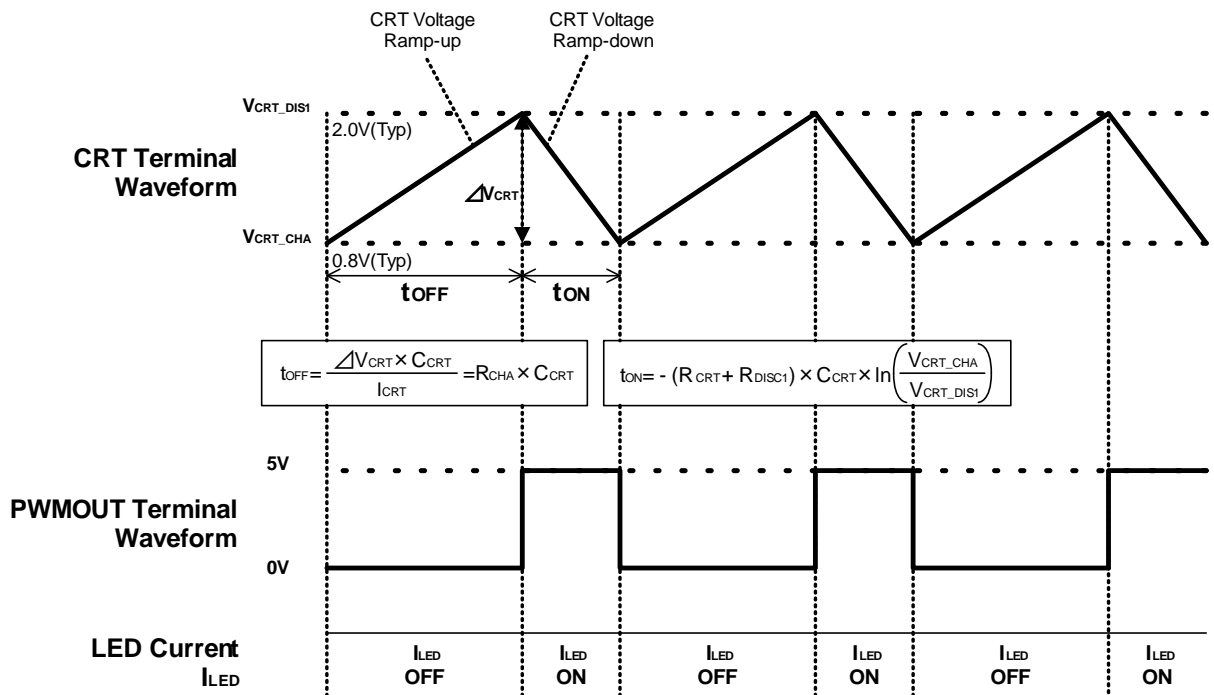 CRT Voltage
Ramp-up
CRT Voltage
Ramp-down
VCRT_DIS1
2.0V(Typ)
CRT Terminal
Waveform
⊿VCRT
VCRT_CHA
0.8V(Typ)
tOFF
tON
tOFF= ⊿VCRT × CCRT / ICRT =RCHA × CCRT
tON= - (RCRT + RDISC1) × CCRT × ln(VCRT_CHA / VCRT_DIS1)
5V
PWMOUT Terminal
Waveform
0V
LED Current
ILED
ILED
OFF
ILED
ON
ILED
OFF
ILED
ON
ILED
OFF
ILED
ON